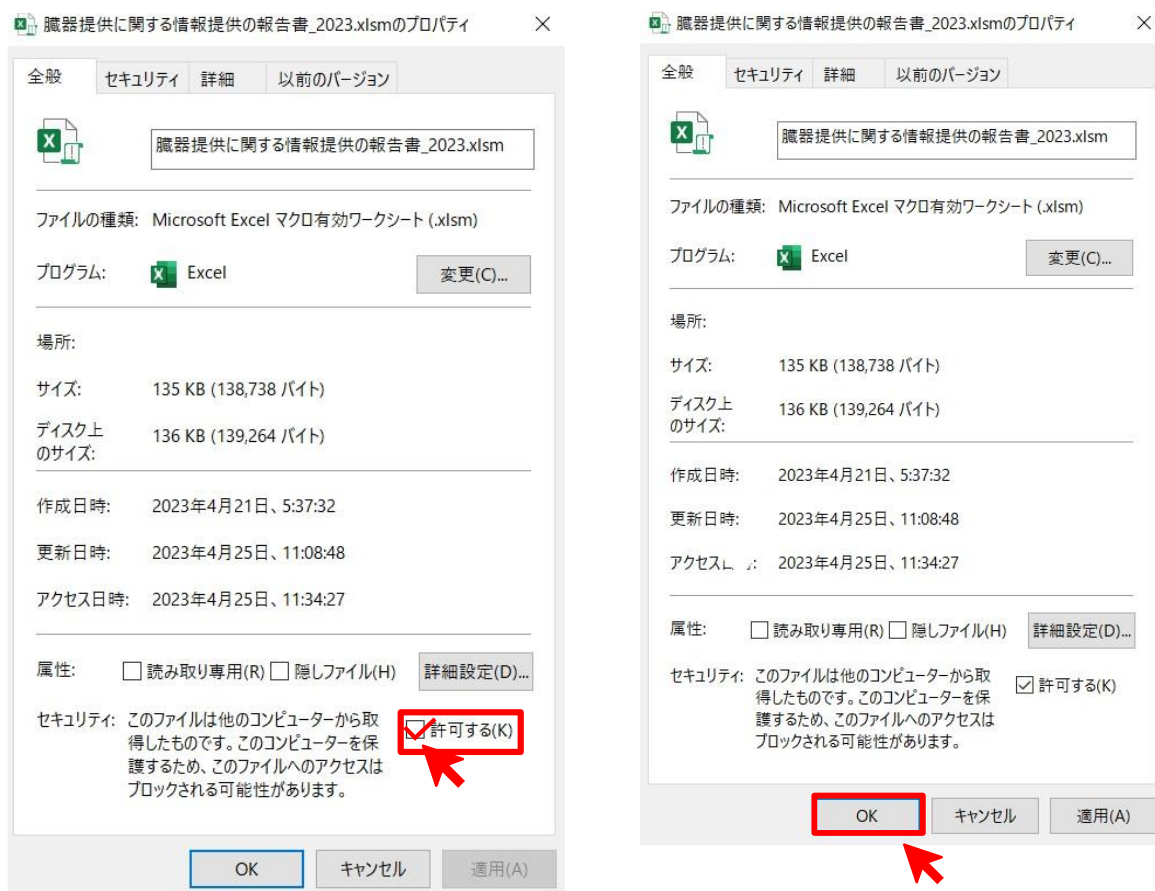 臓器提供に関する情報提供の報告書_2023.xlsmのプロパティ
全般 セキュリティ 詳細 以前のバージョン
臓器提供に関する情報提供の報告書_2023.xlsm
ファイルの種類: Microsoft Excel マクロ有効ワークシート (.xlsm)
プログラム: Excel 変更(C)...
場所:
サイズ: 135 KB (138,738 バイト)
ディスク上
のサイズ: 136 KB (139,264 バイト)
作成日時: 2023年4月21日、5:37:32
更新日時: 2023年4月25日、11:08:48
アクセス日時: 2023年4月25日、11:34:27
属性: 読み取り専用(R) 隠しファイル(H) 詳細設定(D)...
セキュリティ: このファイルは他のコンピューターから取
得したものです。このコンピューターを保
護するため、このファイルへのアクセスは
ブロックされる可能性があります。
許可する(K)
OK キャンセル 適用(A)
臓器提供に関する情報提供の報告書_2023.xlsmのプロパティ
全般 セキュリティ 詳細 以前のバージョン
臓器提供に関する情報提供の報告書_2023.xlsm
ファイルの種類: Microsoft Excel マクロ有効ワークシート (.xlsm)
プログラム: Excel 変更(C)...
場所:
サイズ: 135 KB (138,738 バイト)
ディスク上
のサイズ: 136 KB (139,264 バイト)
作成日時: 2023年4月21日、5:37:32
更新日時: 2023年4月25日、11:08:48
アクセス : 2023年4月25日、11:34:27
属性: 読み取り専用(R) 隠しファイル(H) 詳細設定(D)...
セキュリティ: このファイルは他のコンピューターから取
得したものです。このコンピューターを保
護するため、このファイルへのアクセスは
ブロックされる可能性があります。
許可する(K)
OK キャンセル 適用(A)